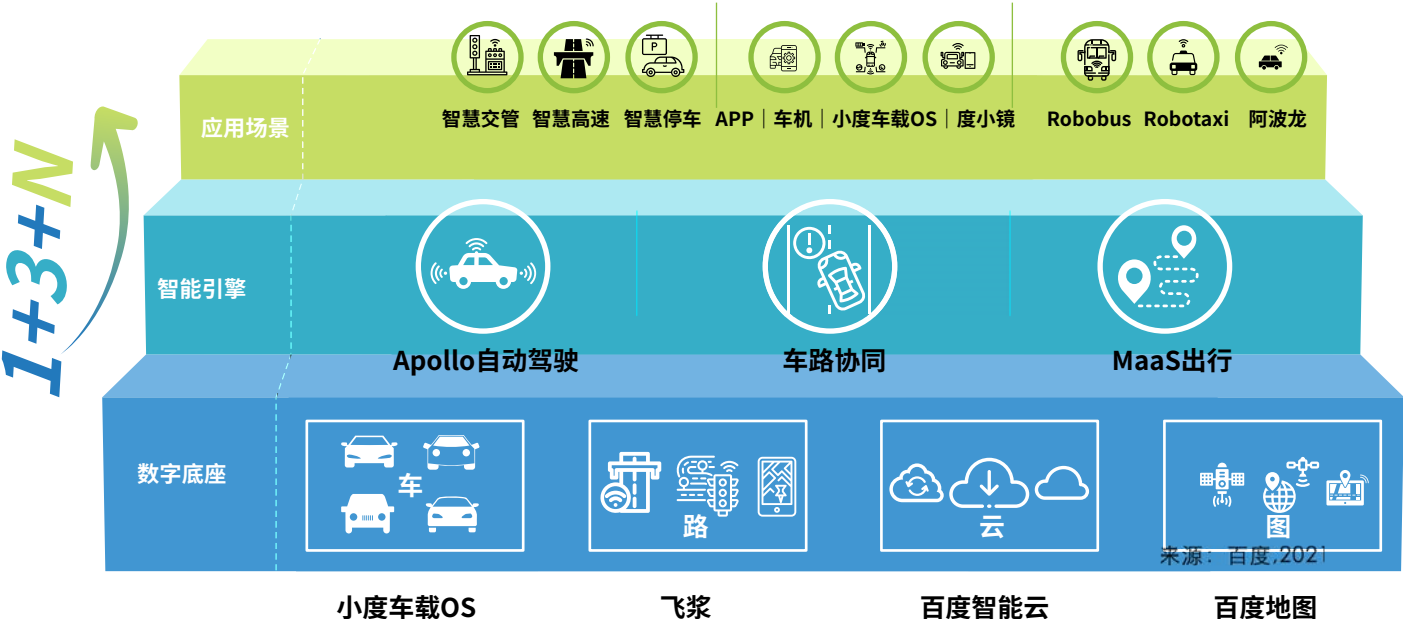 1+3+N
应用场景
智慧交管 智慧高速 智慧停车 APP｜车机｜小度车载OS｜度小镜 Robobus Robotaxi 阿波龙
P
智能引擎
Apollo自动驾驶 车路协同 MaaS出行
数字底座
车 路 云 图
来源：百度,2021
小度车载OS 飞浆 百度智能云 百度地图